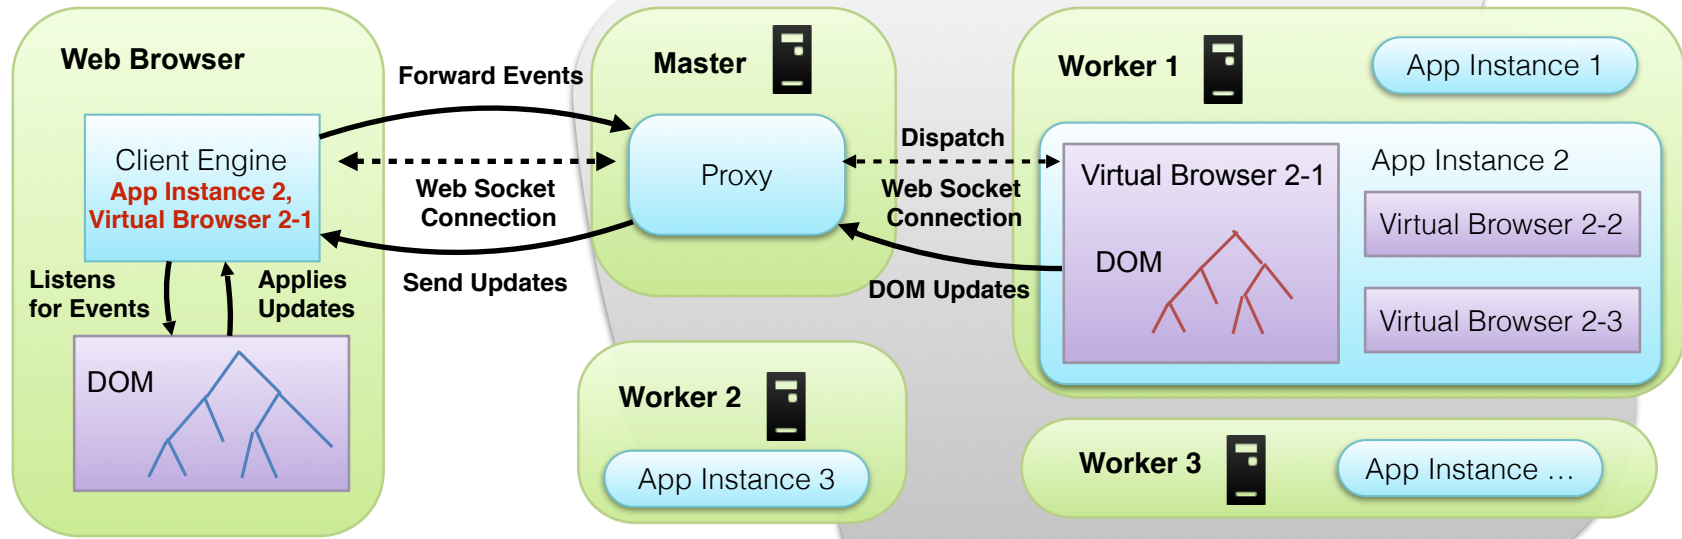 Web Browser
Client Engine
App Instance 2,
Virtual Browser 2-1
Listens
for Events
Applies
Updates
DOM
Forward Events
Web Socket
Connection
Send Updates
Master
Proxy
Dispatch
Web Socket
Connection
DOM Updates
Worker 1
App Instance 1
Virtual Browser 2-1
DOM
App Instance 2
Virtual Browser 2-2
Virtual Browser 2-3
Worker 2
App Instance 3
Worker 3
App Instance ...